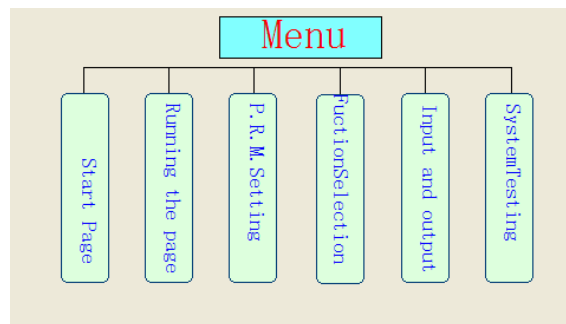 Menu
Start Page
Running the page
P.R.M.Setting
FuctionSelection
Input and output
SystemTesting